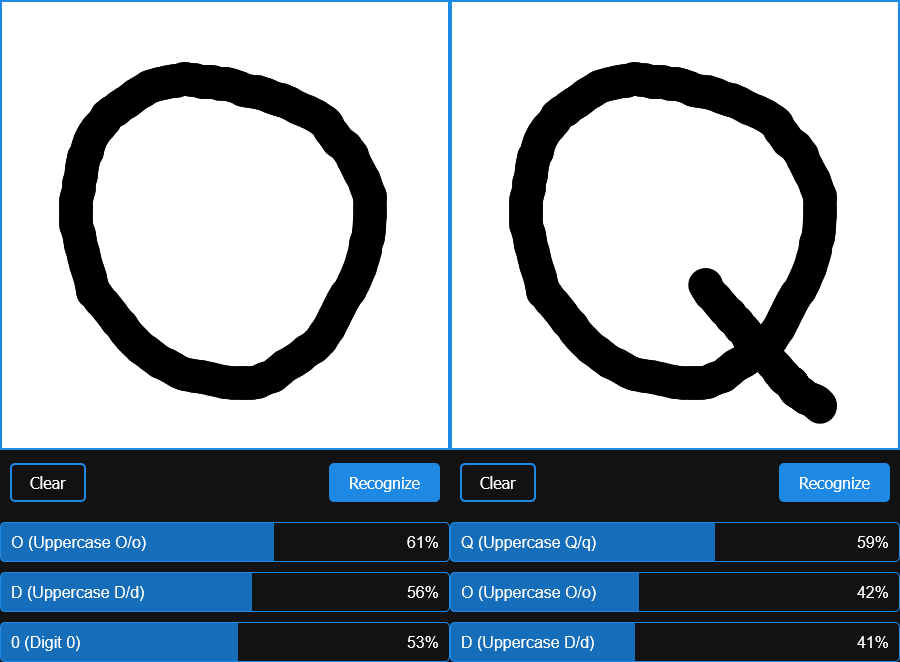 O Q
Clear Recognize Clear Recognize
O (Uppercase O/o) 61% Q (Uppercase Q/q) 59%
D (Uppercase D/d) 56% O (Uppercase O/o) 42%
0 (Digit 0) 53% D (Uppercase D/d) 41%